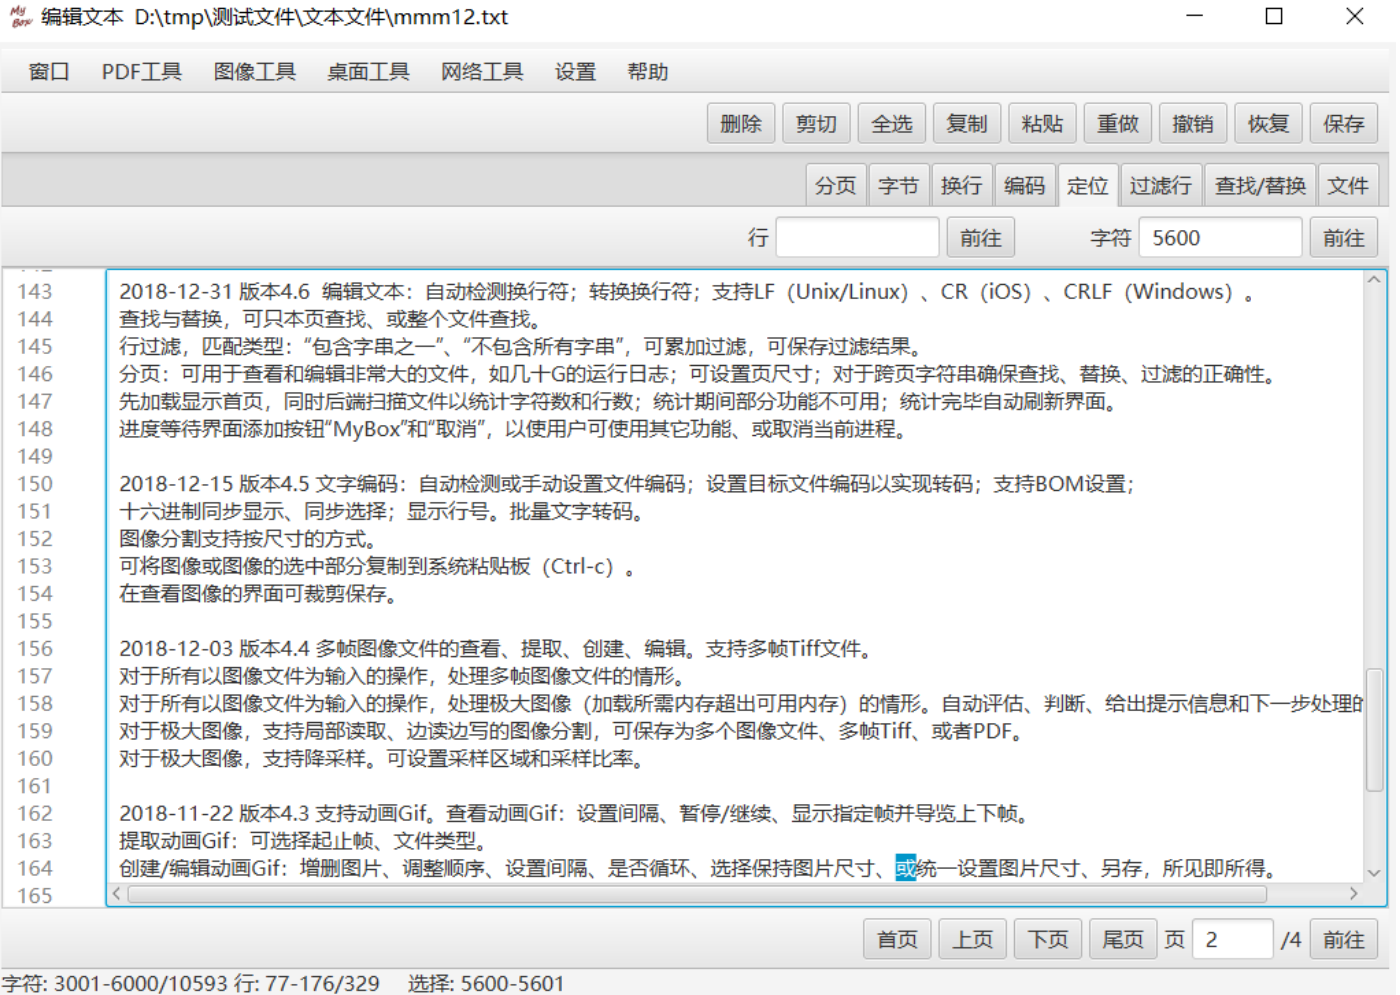 My Box 编辑文本 D:\tmp\测试文件\文本文件\mmm12.txt
窗口 PDF工具 图像工具 桌面工具 网络工具 设置 帮助
删除 剪切 全选 复制 粘贴 重做 撤销 恢复 保存
分页 字节 换行 编码 定位 过滤行 查找/替换 文件
行 前往 字符 5600 前往
143 2018-12-31 版本4.6 编辑文本：自动检测换行符；转换换行符；支持LF（Unix/Linux）、CR（iOS）、CRLF（Windows）。
144 查找与替换，可只本页查找、或整个文件查找。
145 行过滤，匹配类型：“包含字串之一”、“不包含所有字串”，可累加过滤，可保存过滤结果。
146 分页：可用于查看和编辑非常大的文件，如几十G的运行日志；可设置页尺寸；对于跨页字符串确保查找、替换、过滤的正确性。
147 先加载显示首页，同时后端扫描文件以统计字符数和行数；统计期间部分功能不可用；统计完毕自动刷新界面。
148 进度等待界面添加按钮“MyBox”和“取消”，以使用户可使用其它功能、或取消当前进程。
149
150 2018-12-15 版本4.5 文字编码：自动检测或手动设置文件编码；设置目标文件编码以实现转码；支持BOM设置；
151 十六进制同步显示、同步选择；显示行号。批量文字转码。
152 图像分割支持按尺寸的方式。
153 可将图像或图像的选中部分复制到系统粘贴板（Ctrl-c）。
154 在查看图像的界面可裁剪保存。
155
156 2018-12-03 版本4.4 多帧图像文件的查看、提取、创建、编辑。支持多帧Tiff文件。
157 对于所有以图像文件为输入的操作，处理多帧图像文件的情形。
158 对于所有以图像文件为输入的操作，处理极大图像（加载所需内存超出可用内存）的情形。自动评估、判断、给出提示信息和下一步处理的
159 对于极大图像，支持局部读取、边读边写的图像分割，可保存为多个图像文件、多帧Tiff、或者PDF。
160 对于极大图像，支持降采样。可设置采样区域和采样比率。
161
162 2018-11-22 版本4.3 支持动画Gif。查看动画Gif：设置间隔、暂停/继续、显示指定帧并导览上下帧。
163 提取动画Gif：可选择起止帧、文件类型。
164 创建/编辑动画Gif：增删图片、调整顺序、设置间隔、是否循环、选择保持图片尺寸、或统一设置图片尺寸、另存，所见即所得。
165
首页 上页 下页 尾页 页 2 /4 前往
字符: 3001-6000/10593 行: 77-176/329 选择: 5600-5601